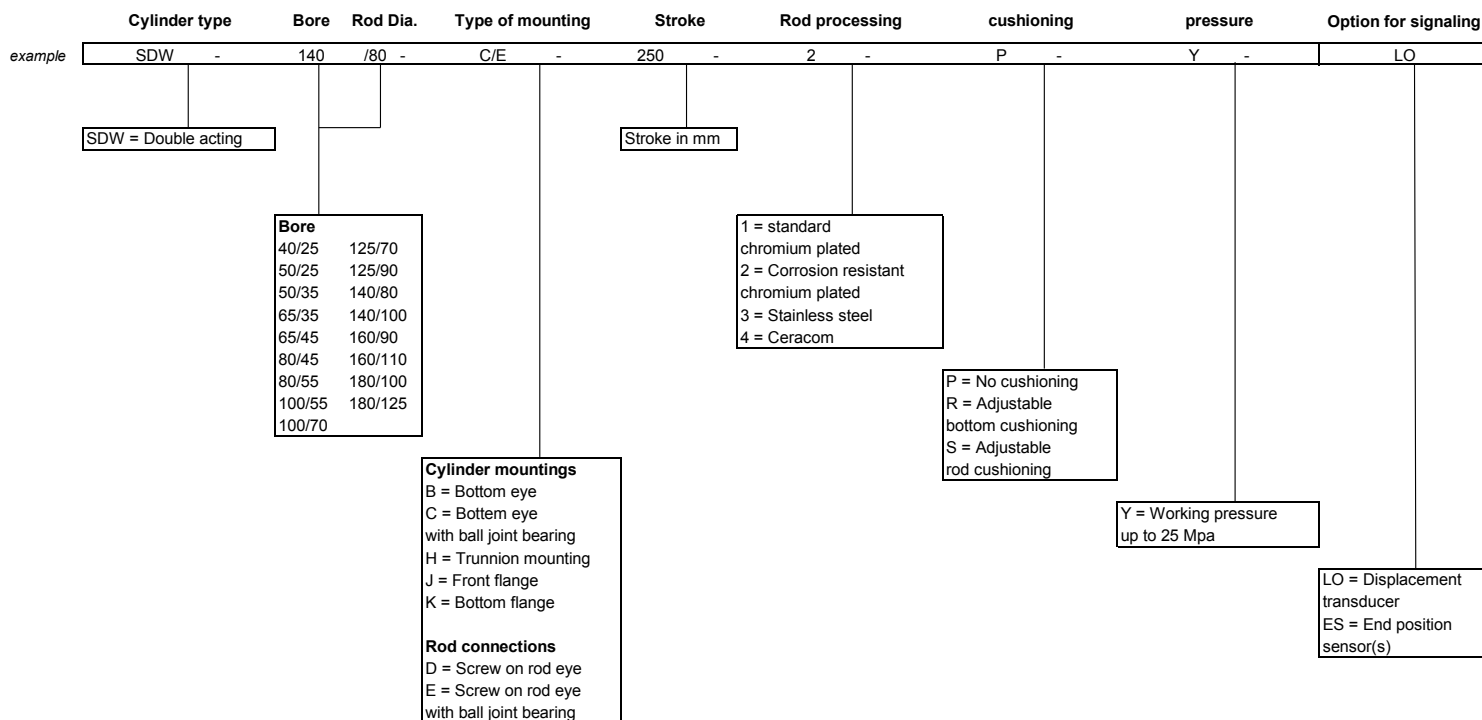 Cylinder type Bore Rod Dia. Type of mounting Stroke Rod processing cushioning pressure Option for signaling
example SDW - 140 /80 - C/E - 250 - 2 - P - Y - LO
SDW = Double acting
Stroke in mm
Bore
40/25 125/70
50/25 125/90
50/35 140/80
65/35 140/100
65/45 160/90
80/45 160/110
80/55 180/100
100/55 180/125
100/70
1 = standard
chromium plated
2 = Corrosion resistant
chromium plated
3 = Stainless steel
4 = Ceracom
P = No cushioning
R = Adjustable
bottom cushioning
S = Adjustable
rod cushioning
Cylinder mountings
B = Bottom eye
C = Bottem eye
with ball joint bearing
H = Trunnion mounting
J = Front flange
K = Bottom flange
Rod connections
D = Screw on rod eye
E = Screw on rod eye
with ball joint bearing
Y = Working pressure
up to 25 Mpa
LO = Displacement
transducer
ES = End position
sensor(s)